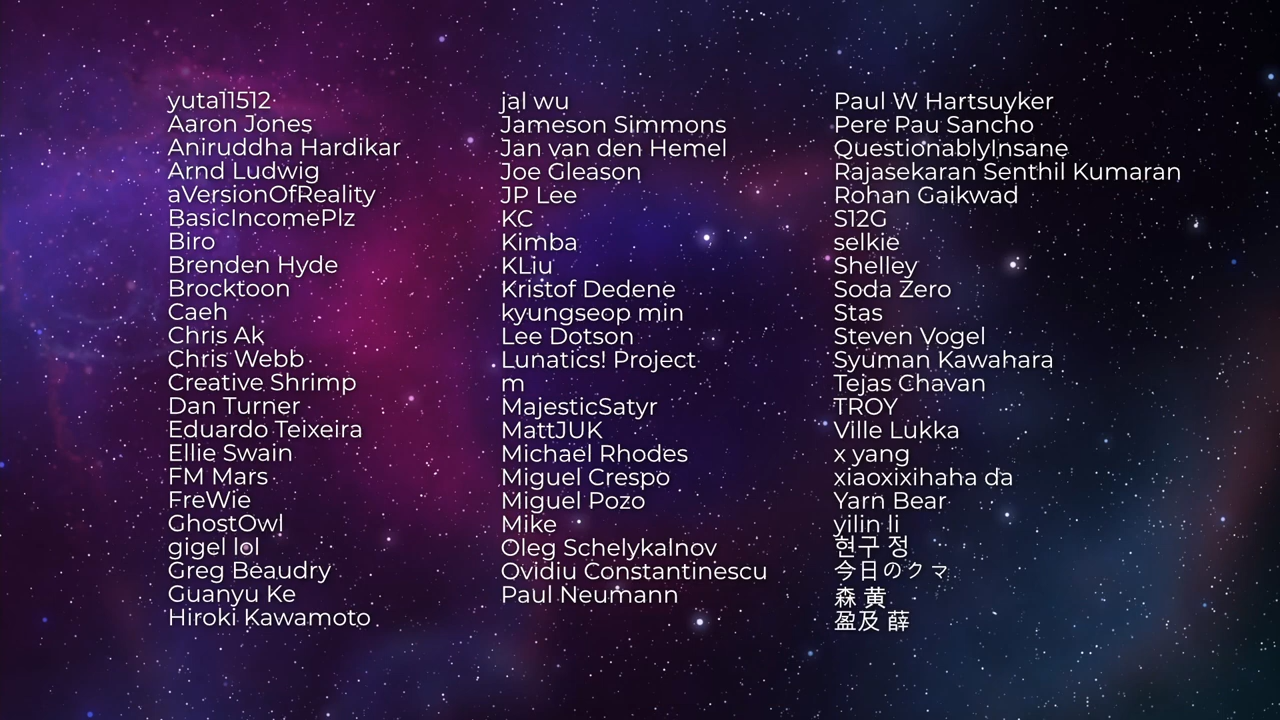 yuta11512
Aaron Jones
Aniruddha Hardikar
Arnd Ludwig
aVersionOfReality
BasicIncomePlz
Biro
Brenden Hyde
Brocktoon
Caeh
Chris Ak
Chris Webb
Creative Shrimp
Dan Turner
Eduardo Teixeira
Ellie Swain
FM Mars
FreWie
GhostOwl
gigel lol
Greg Beaudry
Guanyu Ke
Hiroki Kawamoto
jal wu
Jameson Simmons
Jan van den Hemel
Joe Gleason
JP Lee
KC
Kimba
KLiu
Kristof Dedene
kyungseop min
Lee Dotson
Lunatics! Project
m
MajesticSatyr
MattJUK
Michael Rhodes
Miguel Crespo
Miguel Pozo
Mike
Oleg Schelykalnov
Ovidiu Constantinescu
Paul Neumann
Paul W Hartsuyker
Pere Pau Sancho
QuestionablyInsane
Rajasekaran Senthil Kumaran
Rohan Gaikwad
S12G
selkie
Shelley
Soda Zero
Stas
Steven Vogel
Syuman Kawahara
Tejas Chavan
TROY
Ville Lukka
x yang
xiaoxixihaha da
Yarn Bear
yilin li
현구 정
今日のクマ
森 黄
盈及 薛